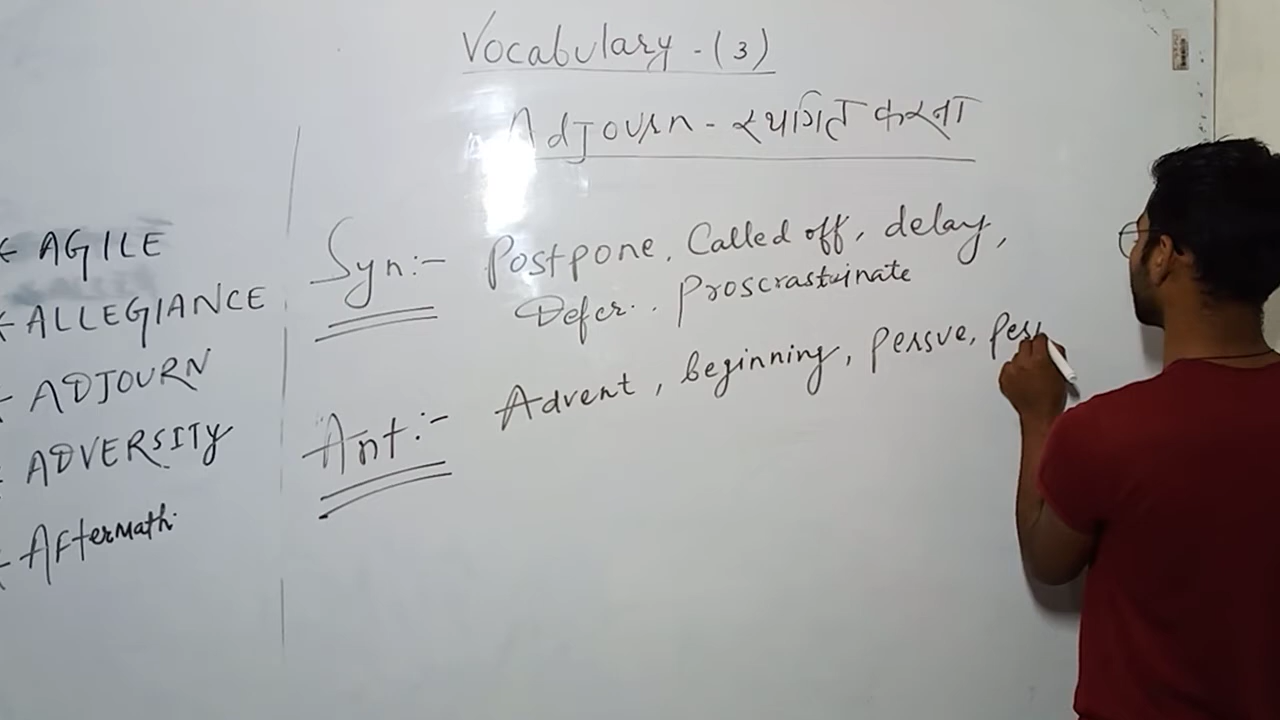 Vocabulary - (3)
Adjourn - स्थगित करना
AGILE
ALLEGIANCE
ADJOURN
ADVERSITY
Aftermath
Syn:- Postpone, Called off, delay,
Defer.. Proscrastuinate
Ant:- Advent, beginning, Persue,